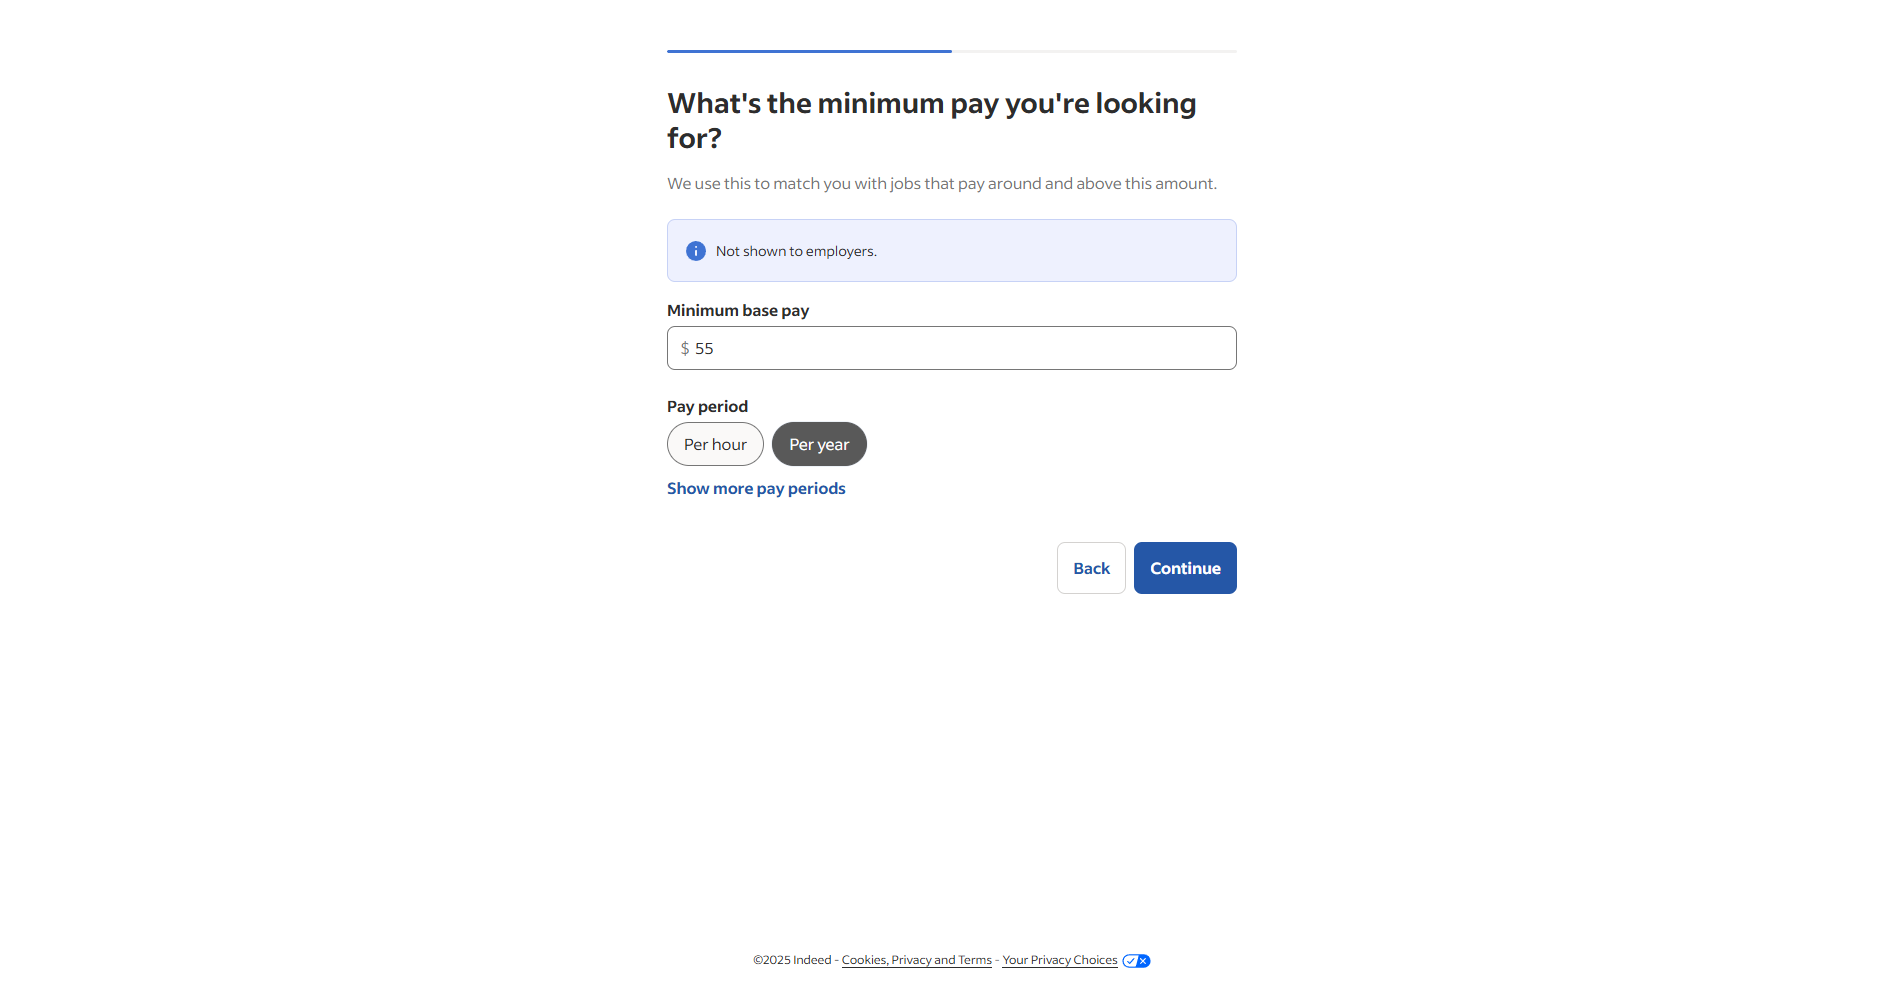 What's the minimum pay you're looking
for?
We use this to match you with jobs that pay around and above this amount.
Not shown to employers.
Minimum base pay
$ 55
Pay period
Per hour Per year
Show more pay periods
Back Continue
©2025 Indeed - Cookies, Privacy and Terms - Your Privacy Choices